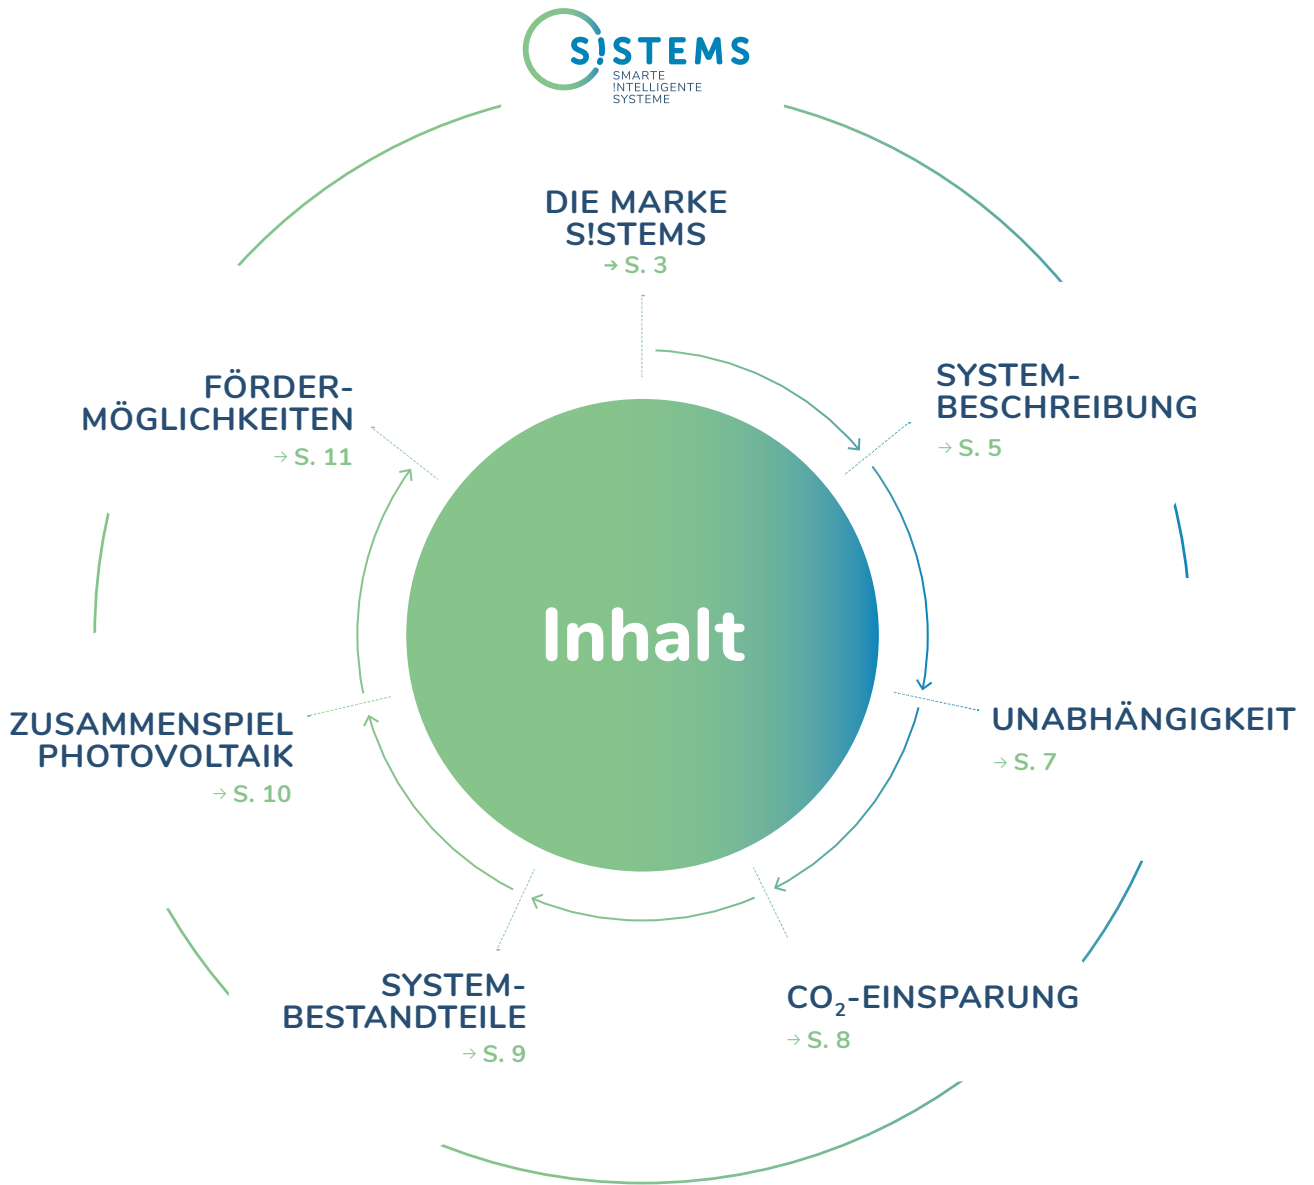 S!STEMS
SMARTE
!NTELLIGENTE
SYSTEME
DIE MARKE
S!STEMS
→ S. 3
SYSTEM-
BESCHREIBUNG
→ S. 5
UNABHÄNGIGKEIT
→ S. 7
CO₂-EINSPARUNG
→ S. 8
SYSTEM-
BESTANDTEILE
→ S. 9
ZUSAMMENSPIEL
PHOTOVOLTAIK
→ S. 10
FÖRDER-
MÖGLICHKEITEN
→ S. 11
Inhalt